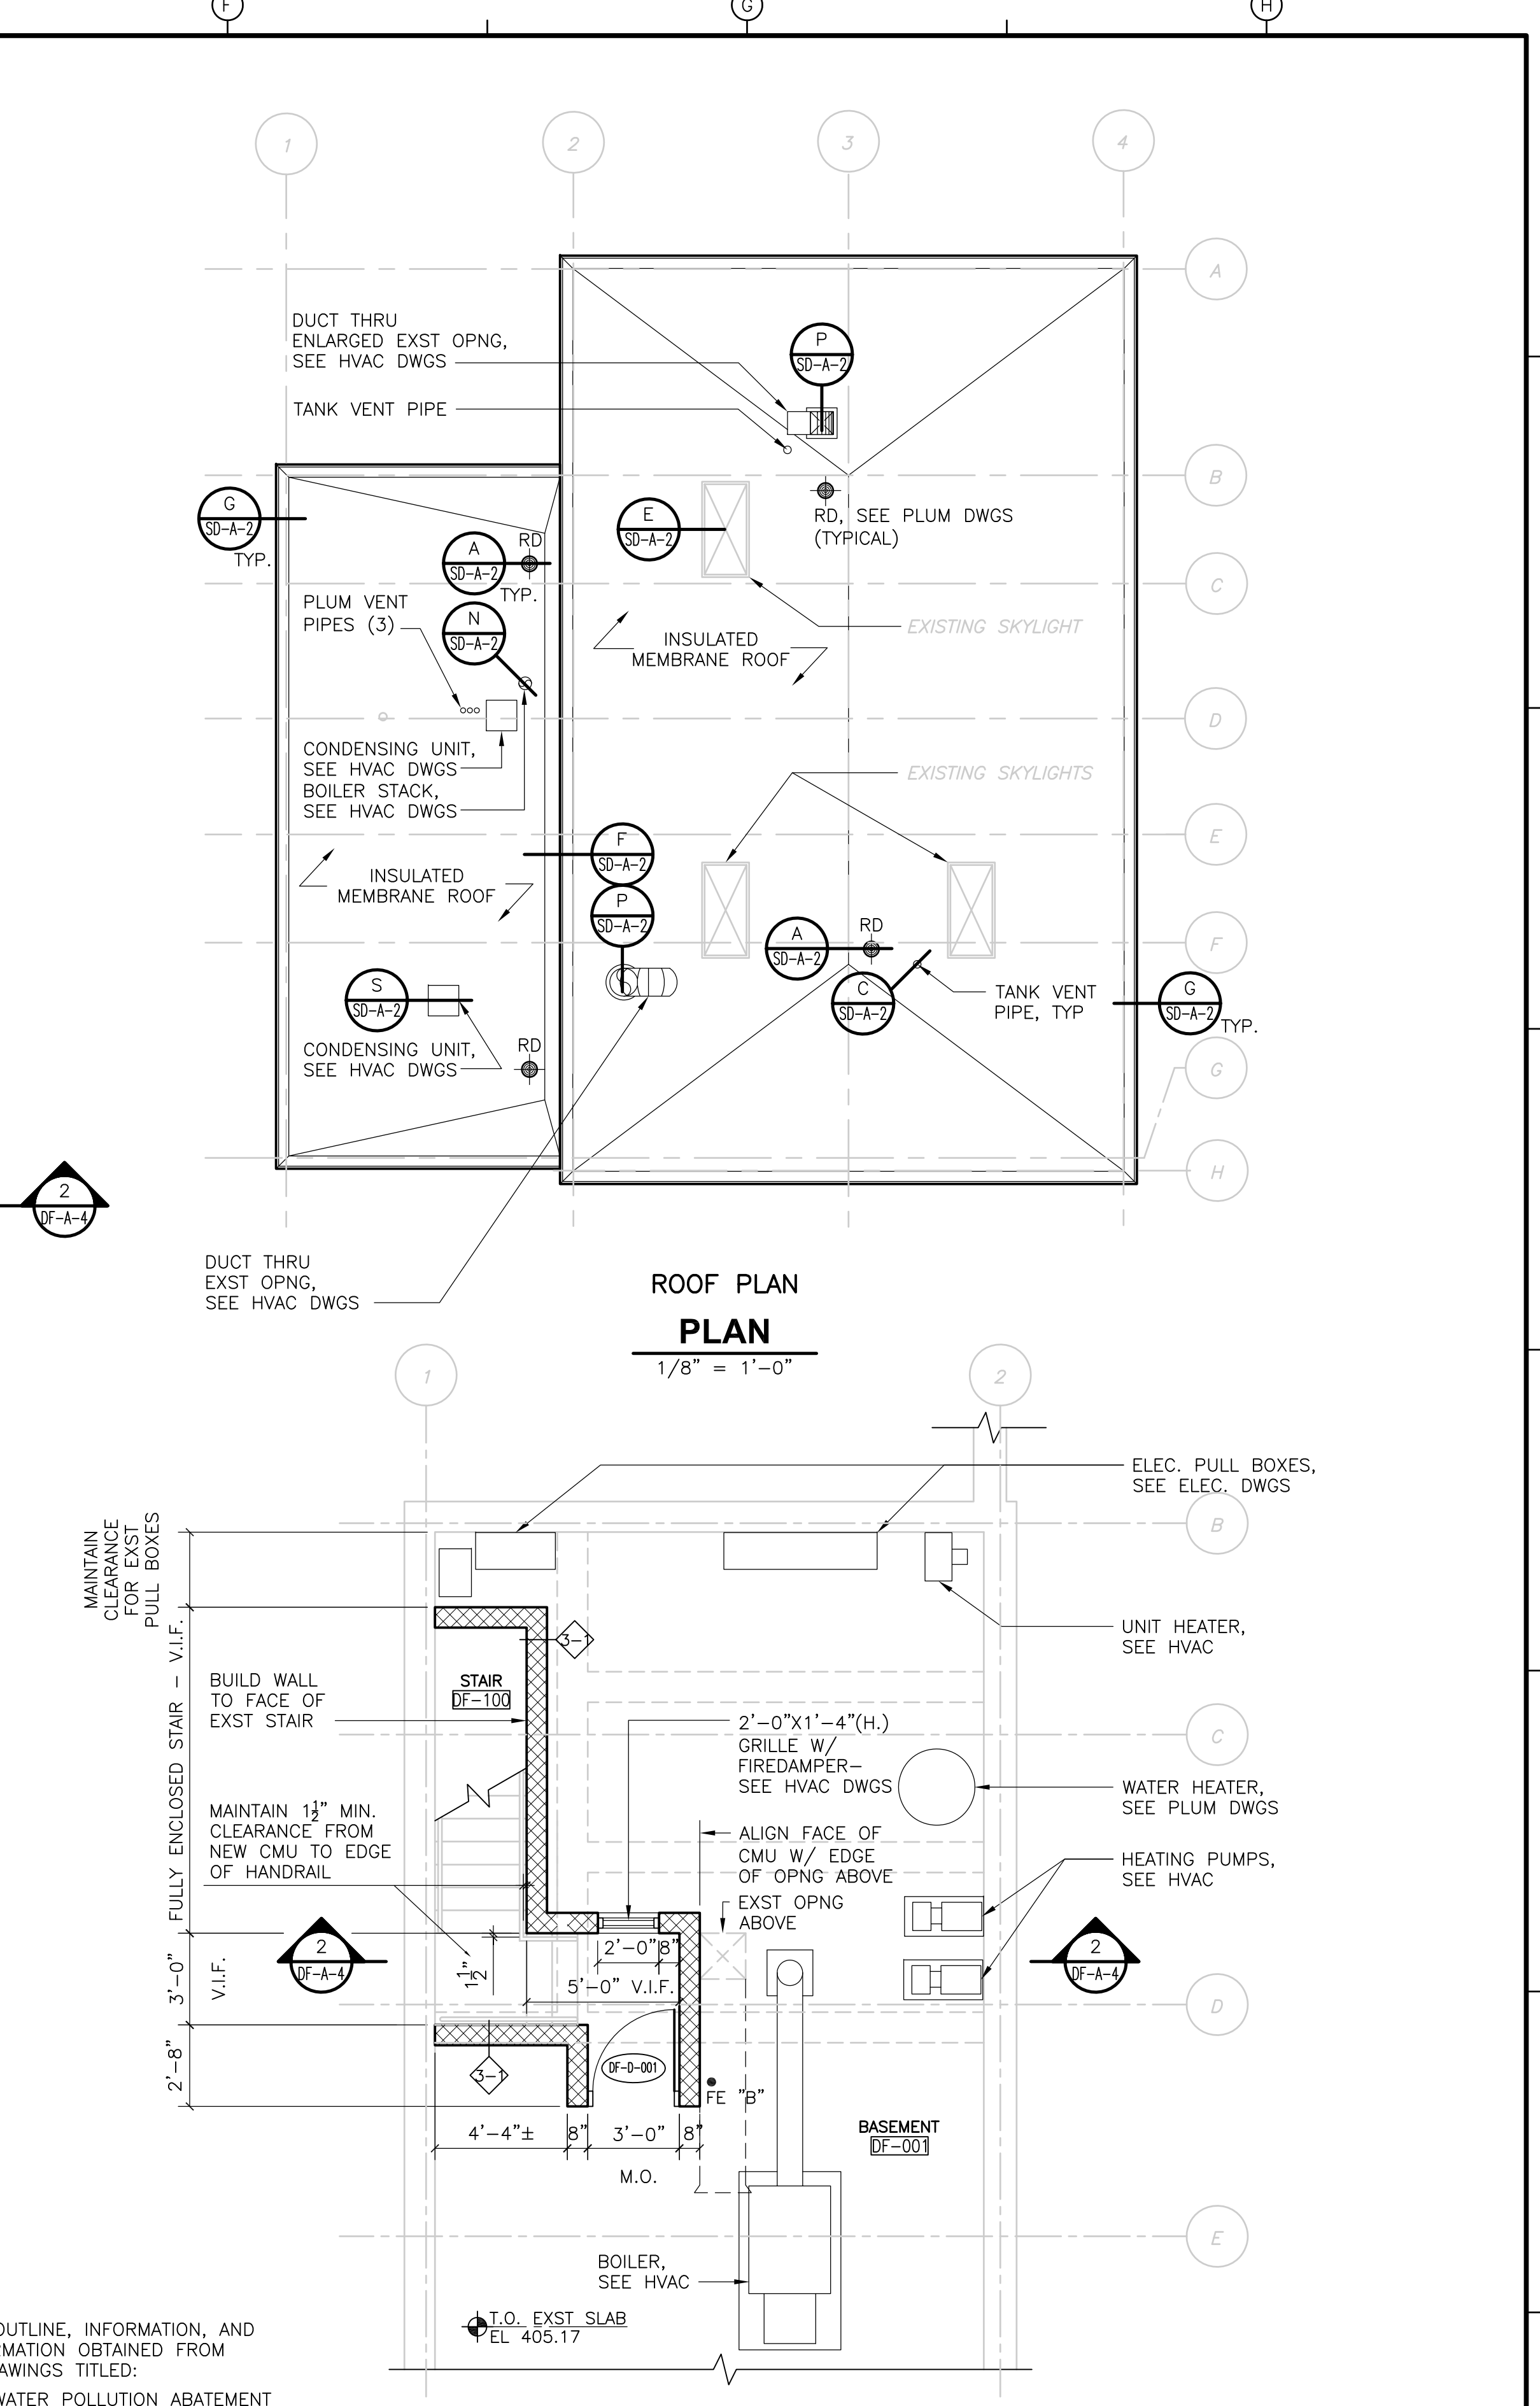 F
G
H
1
2
3
4
A
DUCT THRU
ENLARGED EXST OPNG,
SEE HVAC DWGS
P
SD-A-2
TANK VENT PIPE
B
G
SD-A-2
TYP.
E
SD-A-2
RD, SEE PLUM DWGS
(TYPICAL)
A
SD-A-2
RD
TYP.
C
PLUM VENT
PIPES (3)
N
SD-A-2
EXISTING SKYLIGHT
INSULATED
MEMBRANE ROOF
D
CONDENSING UNIT,
SEE HVAC DWGS
BOILER STACK,
SEE HVAC DWGS
EXISTING SKYLIGHTS
E
F
SD-A-2
INSULATED
MEMBRANE ROOF
P
SD-A-2
A
SD-A-2
RD
F
S
SD-A-2
C
SD-A-2
TANK VENT
PIPE, TYP
G
SD-A-2
TYP.
CONDENSING UNIT,
SEE HVAC DWGS
RD
G
H
2
DF-A-4
DUCT THRU
EXST OPNG,
SEE HVAC DWGS
ROOF PLAN
PLAN
1/8" = 1'-0"
1
2
ELEC. PULL BOXES,
SEE ELEC. DWGS
B
MAINTAIN
CLEARANCE
FOR EXST
PULL BOXES
UNIT HEATER,
SEE HVAC
3-1
STAIR
DF-100
BUILD WALL
TO FACE OF
EXST STAIR
FULLY ENCLOSED STAIR - V.I.F.
2'-0"X1'-4"(H.)
GRILLE W/
FIREDAMPER-
SEE HVAC DWGS
C
WATER HEATER,
SEE PLUM DWGS
MAINTAIN 1½" MIN.
CLEARANCE FROM
NEW CMU TO EDGE
OF HANDRAIL
ALIGN FACE OF
CMU W/ EDGE
OF OPNG ABOVE
HEATING PUMPS,
SEE HVAC
EXST OPNG
ABOVE
2
DF-A-4
2'-0"
8"
2
DF-A-4
3'-0"
V.I.F.
1½"
5'-0" V.I.F.
D
2'-8"
3-1
DF-D-001
FE "B"
4'-4"±
8"
3'-0"
8"
M.O.
BASEMENT
DF-001
E
BOILER,
SEE HVAC
T.O. EXST SLAB
EL 405.17
OUTLINE, INFORMATION, AND
RMATION OBTAINED FROM
AWINGS TITLED:
WATER POLLUTION ABATEMENT